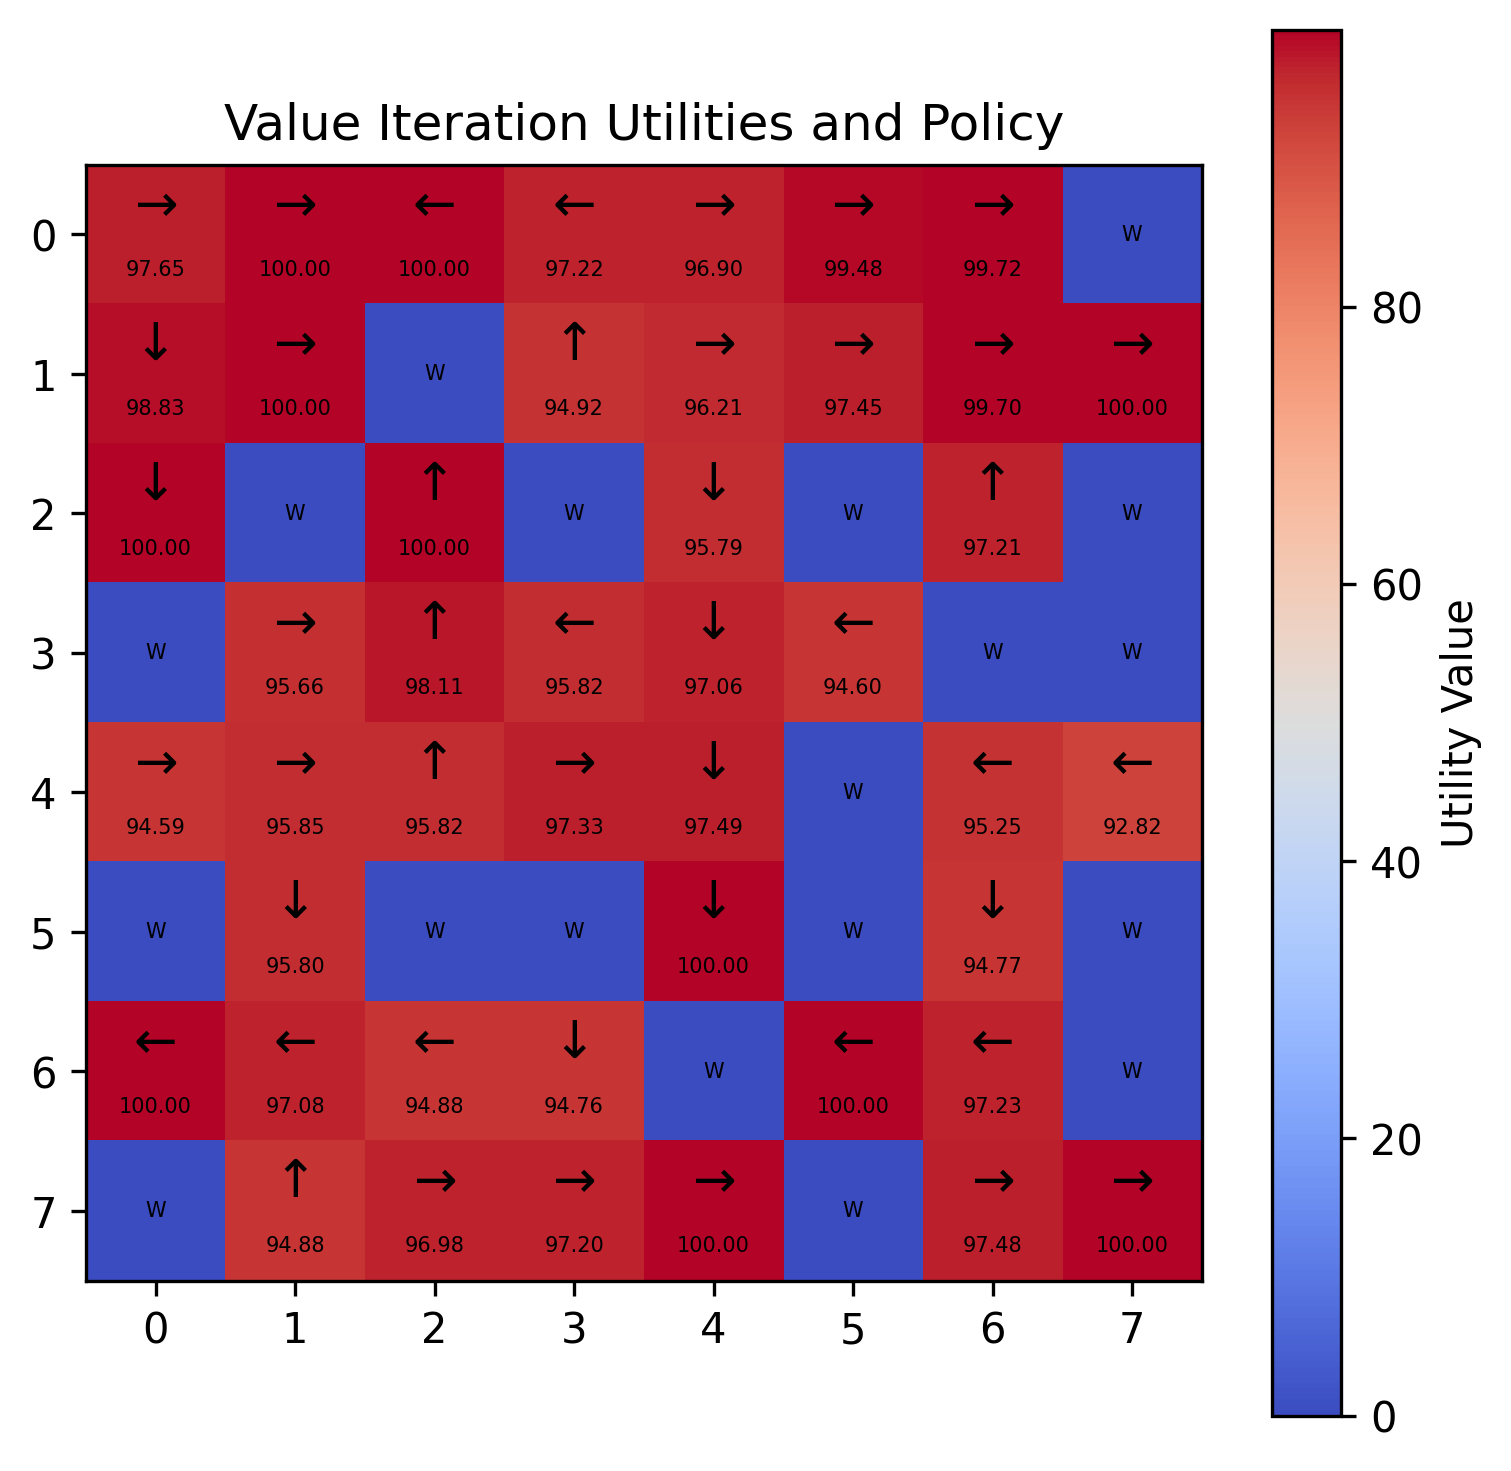 Value Iteration Utilities and Policy
0 → → ← ← → → → W
97.65 100.00 100.00 97.22 96.90 99.48 99.72
1 ↓ → W ↑ → → → →
98.83 100.00 94.92 96.21 97.45 99.70 100.00
2 ↓ W ↑ W ↓ W ↑ W
100.00 100.00 95.79 97.21
3 W → ↑ ← ↓ ← W W
95.66 98.11 95.82 97.06 94.60
4 → → ↑ → ↓ W ← ←
94.59 95.85 95.82 97.33 97.49 95.25 92.82
5 W ↓ W W ↓ W ↓ W
95.80 100.00 94.77
6 ← ← ← ↓ W ← ← W
100.00 97.08 94.88 94.76 100.00 97.23
7 W ↑ → → → W → →
94.88 96.98 97.20 100.00 97.48 100.00
0 1 2 3 4 5 6 7
80
60
40
20
0
Utility Value